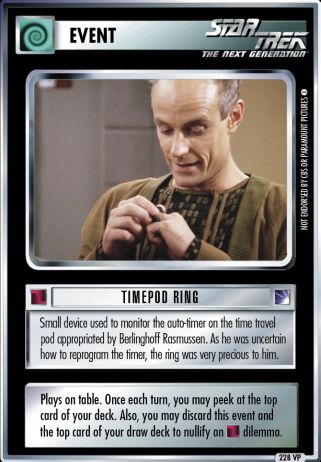 EVENT
STAR TREK
THE NEXT GENERATION
NOT ENDORSED BY CBS OR PARAMOUNT PICTURES
TIMEPOD RING
Small device used to monitor the auto-timer on the time travel
pod appropriated by Berlinghoff Rasmussen. As he was uncertain
how to reprogram the timer, the ring was very precious to him.
Plays on table. Once each turn, you may peek at the top
card of your deck. Also, you may discard this event and
the top card of your draw deck to nullify an dilemma.
228 VP